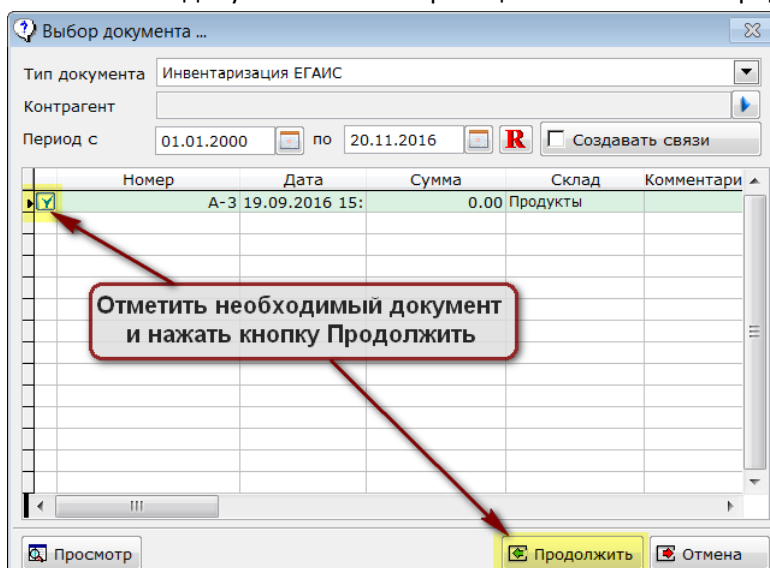 Выбор документа ...
Тип документа Инвентаризация ЕГАИС
Контрагент
Период с 01.01.2000 по 20.11.2016 R Создавать связи
Номер Дата Сумма Склад Комментари
А-3 19.09.2016 15: 0.00 Продукты
Отметить необходимый документ
и нажать кнопку Продолжить
Просмотр Продолжить Отмена